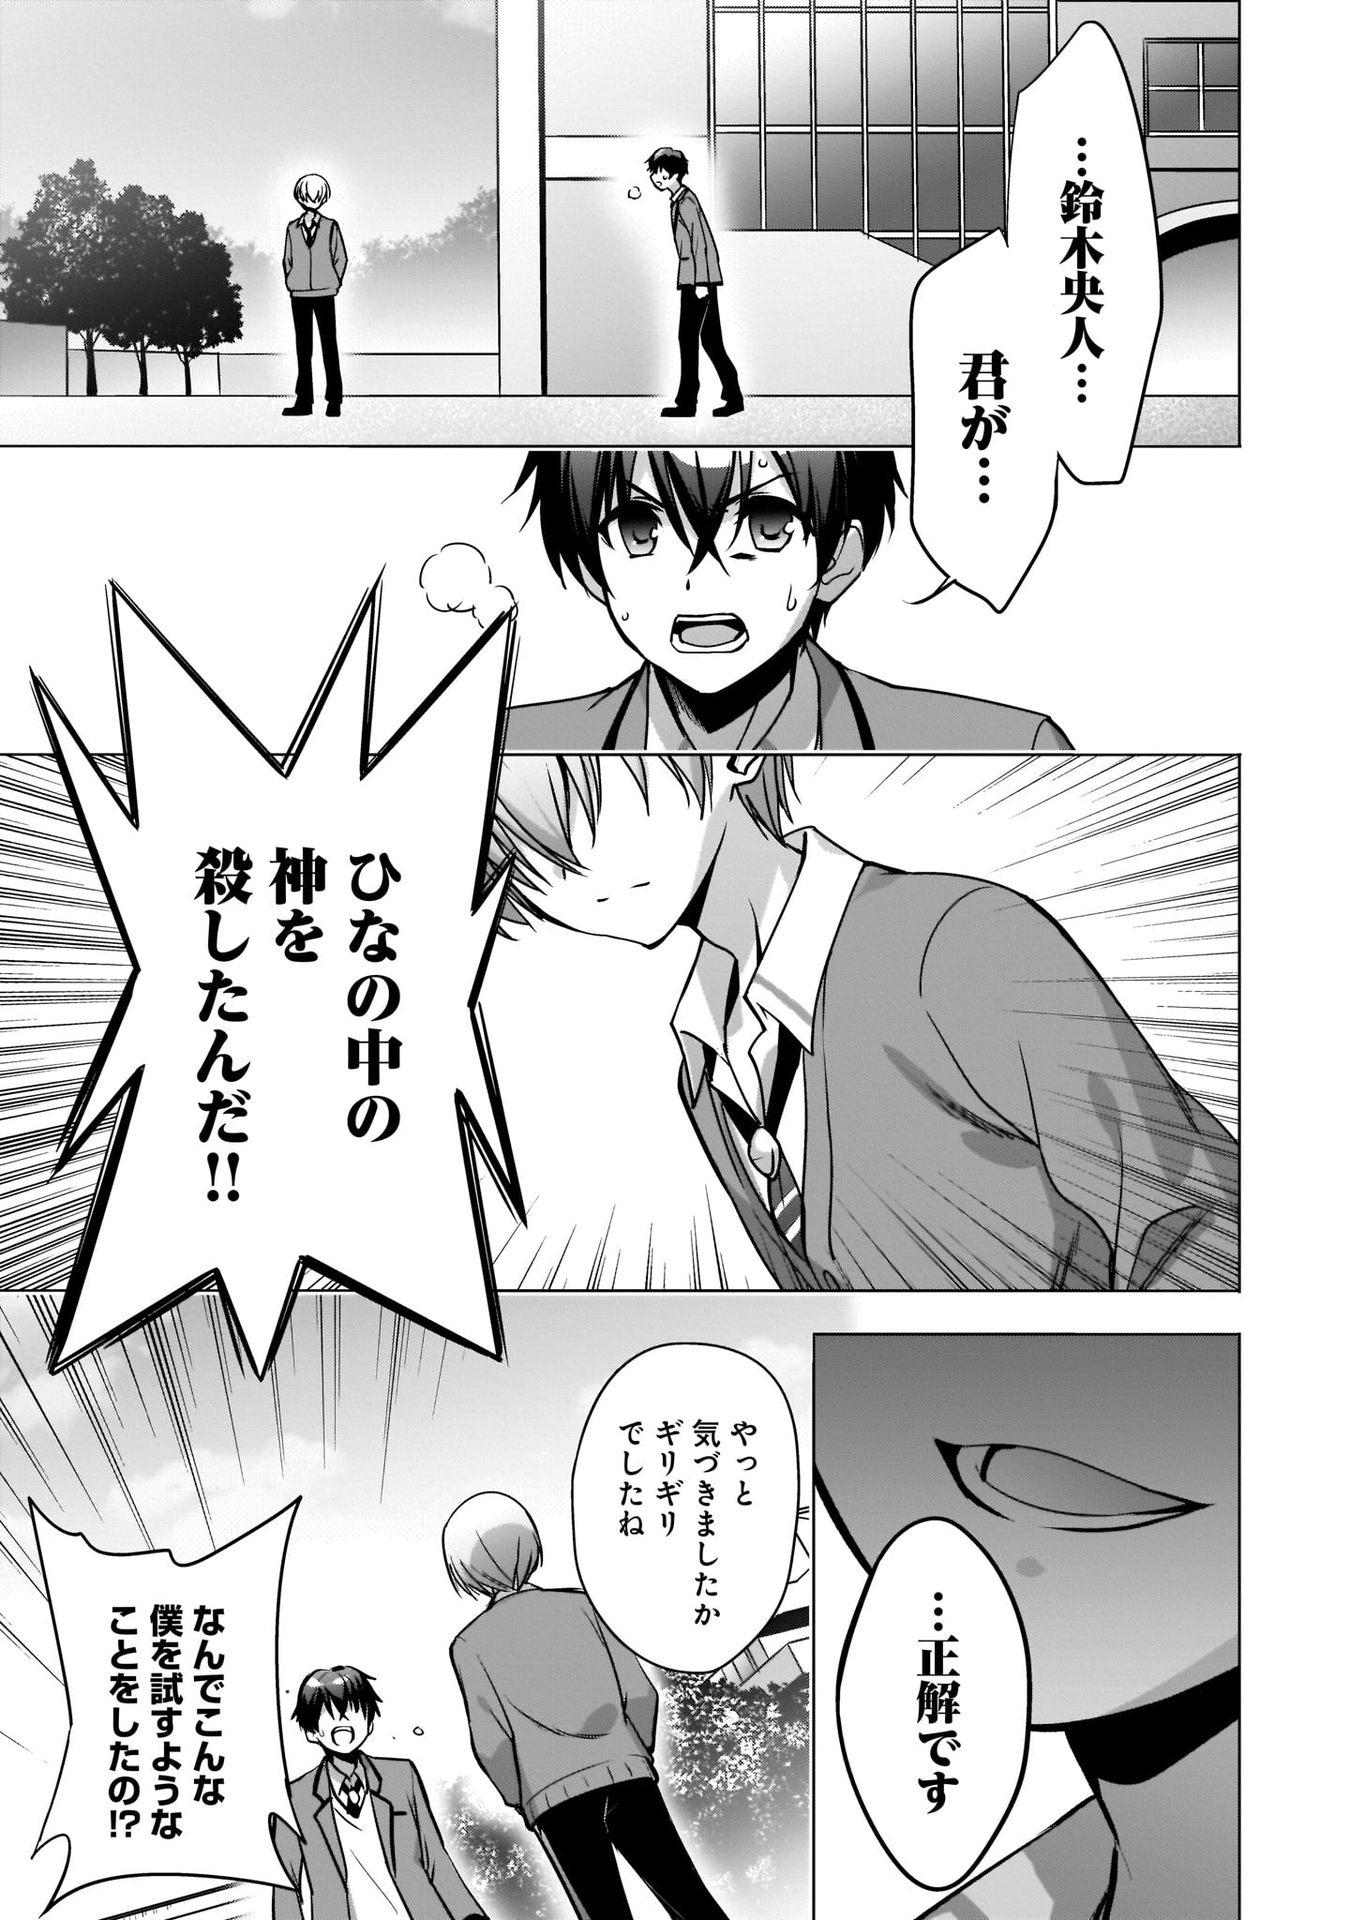 …鈴木央人…
君が…
ひなの中の
神を
殺したんだ!!
…正解です
やっと
気づきましたか
ギリギリ
でしたね
なんでこんな
僕を試すような
ことをしたの!?